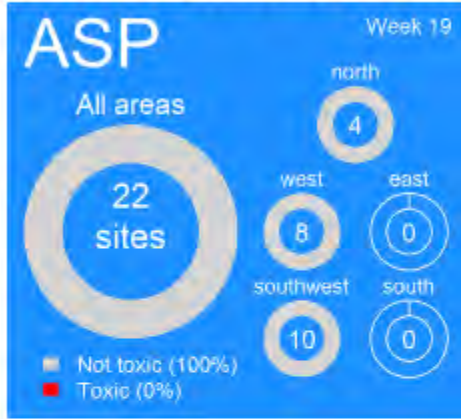 ASP
Week 19
All areas
22
sites
north
4
west
8
east
0
southwest
10
south
0
Not toxic (100%)
Toxic (0%)